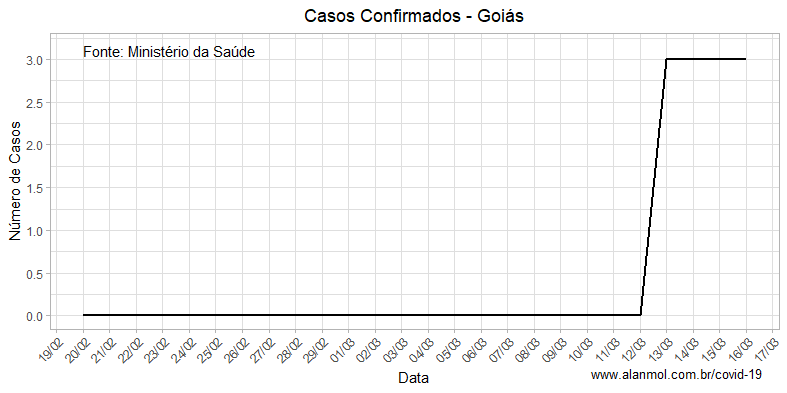 Casos Confirmados - Goiás
Fonte: Ministério da Saúde
Número de Casos
3.0
2.5
2.0
1.5
1.0
0.5
0.0
19/02 20/02 21/02 22/02 23/02 24/02 25/02 26/02 27/02 28/02 29/02 01/03 02/03 03/03 04/03 05/03 06/03 07/03 08/03 09/03 10/03 11/03 12/03 13/03 14/03 15/03 16/03 17/03
Data
www.alanmol.com.br/covid-19